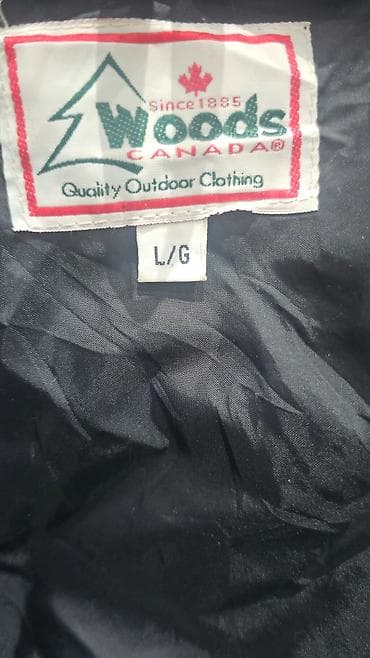 Since 1885
Woods
CANADA®
Quality Outdoor Clothing
L/G